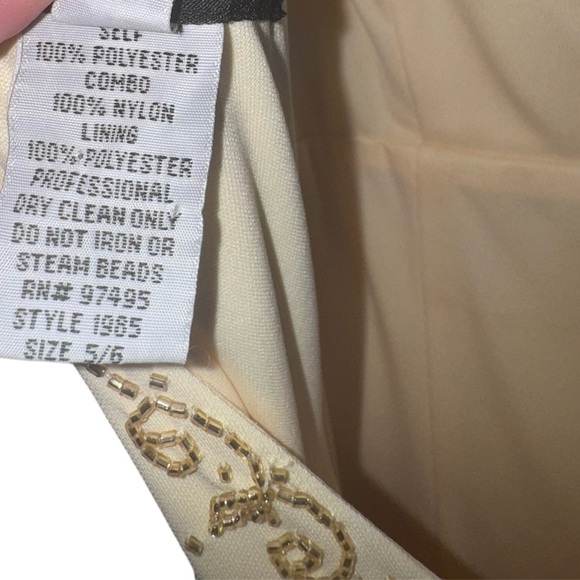 SELF
100% POLYESTER
COMBO
100% NYLON
LINING
100% POLYESTER
PROFESSIONAL
DRY CLEAN ONLY
DO NOT IRON OR
STEAM BEADS
RN# 97495
STYLE 1985
SIZE 5/6